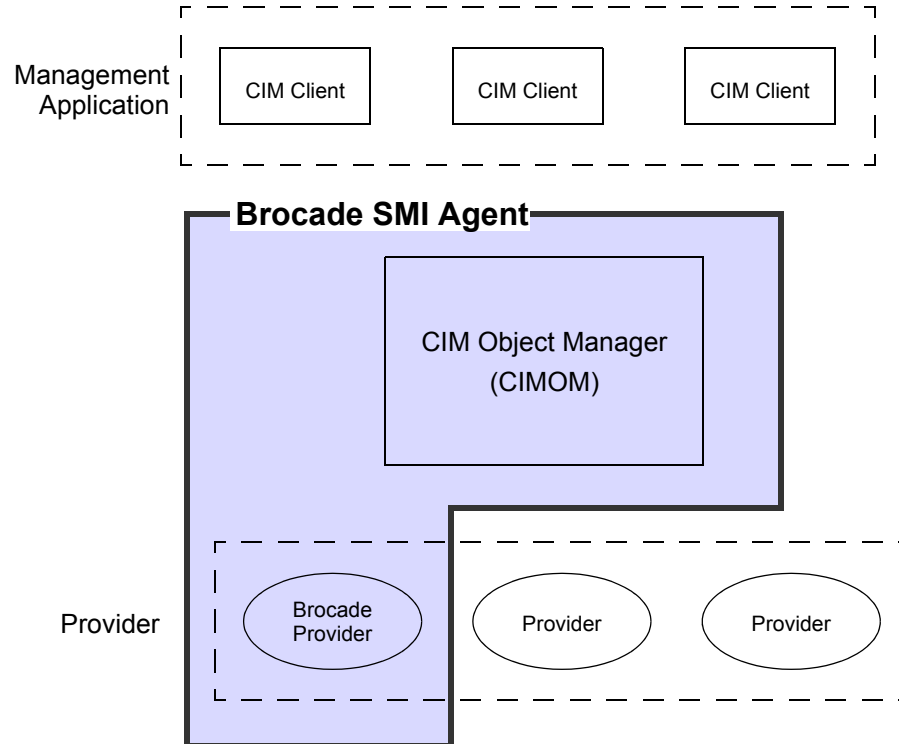 Management
Application
CIM Client
CIM Client
CIM Client
Brocade SMI Agent
CIM Object Manager
(CIMOM)
Provider
Brocade
Provider
Provider
Provider